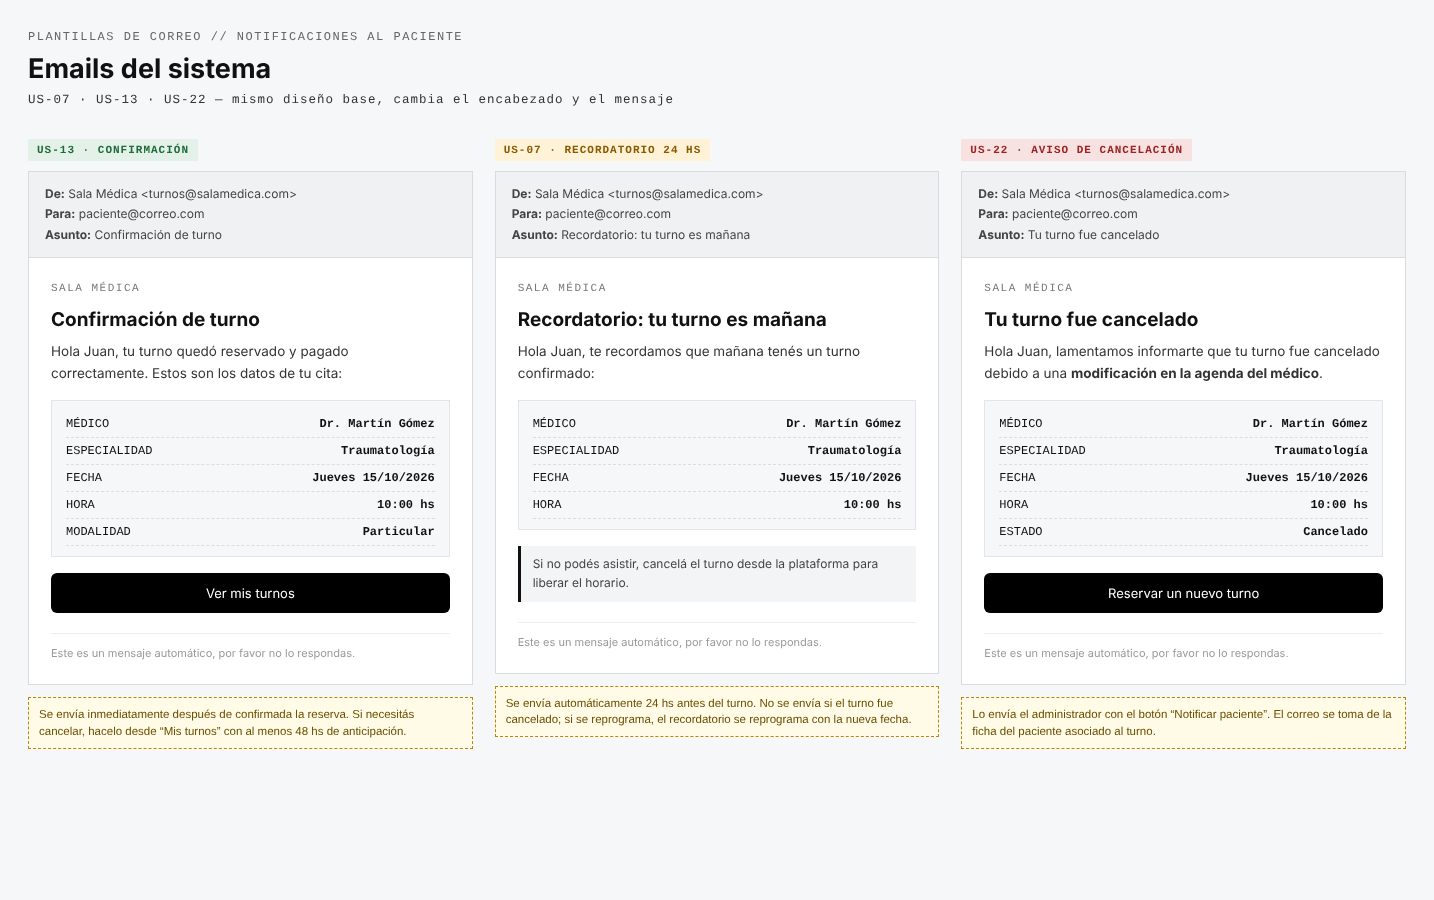 PLANTILLAS DE CORREO // NOTIFICACIONES AL PACIENTE
Emails del sistema
US-07 · US-13 · US-22 — mismo diseño base, cambia el encabezado y el mensaje
US-13 · CONFIRMACIÓN
De: Sala Médica <turnos@salamedica.com>
Para: paciente@correo.com
Asunto: Confirmación de turno
SALA MÉDICA
Confirmación de turno
Hola Juan, tu turno quedó reservado y pagado
correctamente. Estos son los datos de tu cita:
MÉDICO Dr. Martín Gómez
ESPECIALIDAD Traumatología
FECHA Jueves 15/10/2026
HORA 10:00 hs
MODALIDAD Particular
Ver mis turnos
Este es un mensaje automático, por favor no lo respondas.
Se envía inmediatamente después de confirmada la reserva. Si necesitás
cancelar, hacelo desde “Mis turnos” con al menos 48 hs de anticipación.
US-07 · RECORDATORIO 24 HS
De: Sala Médica <turnos@salamedica.com>
Para: paciente@correo.com
Asunto: Recordatorio: tu turno es mañana
SALA MÉDICA
Recordatorio: tu turno es mañana
Hola Juan, te recordamos que mañana tenés un turno
confirmado:
MÉDICO Dr. Martín Gómez
ESPECIALIDAD Traumatología
FECHA Jueves 15/10/2026
HORA 10:00 hs
Si no podés asistir, cancelá el turno desde la plataforma para
liberar el horario.
Este es un mensaje automático, por favor no lo respondas.
Se envía automáticamente 24 hs antes del turno. No se envía si el turno fue
cancelado; si se reprograma, el recordatorio se reprograma con la nueva fecha.
US-22 · AVISO DE CANCELACIÓN
De: Sala Médica <turnos@salamedica.com>
Para: paciente@correo.com
Asunto: Tu turno fue cancelado
SALA MÉDICA
Tu turno fue cancelado
Hola Juan, lamentamos informarte que tu turno fue cancelado
debido a una modificación en la agenda del médico.
MÉDICO Dr. Martín Gómez
ESPECIALIDAD Traumatología
FECHA Jueves 15/10/2026
HORA 10:00 hs
ESTADO Cancelado
Reservar un nuevo turno
Este es un mensaje automático, por favor no lo respondas.
Lo envía el administrador con el botón “Notificar paciente”. El correo se toma de la
ficha del paciente asociado al turno.